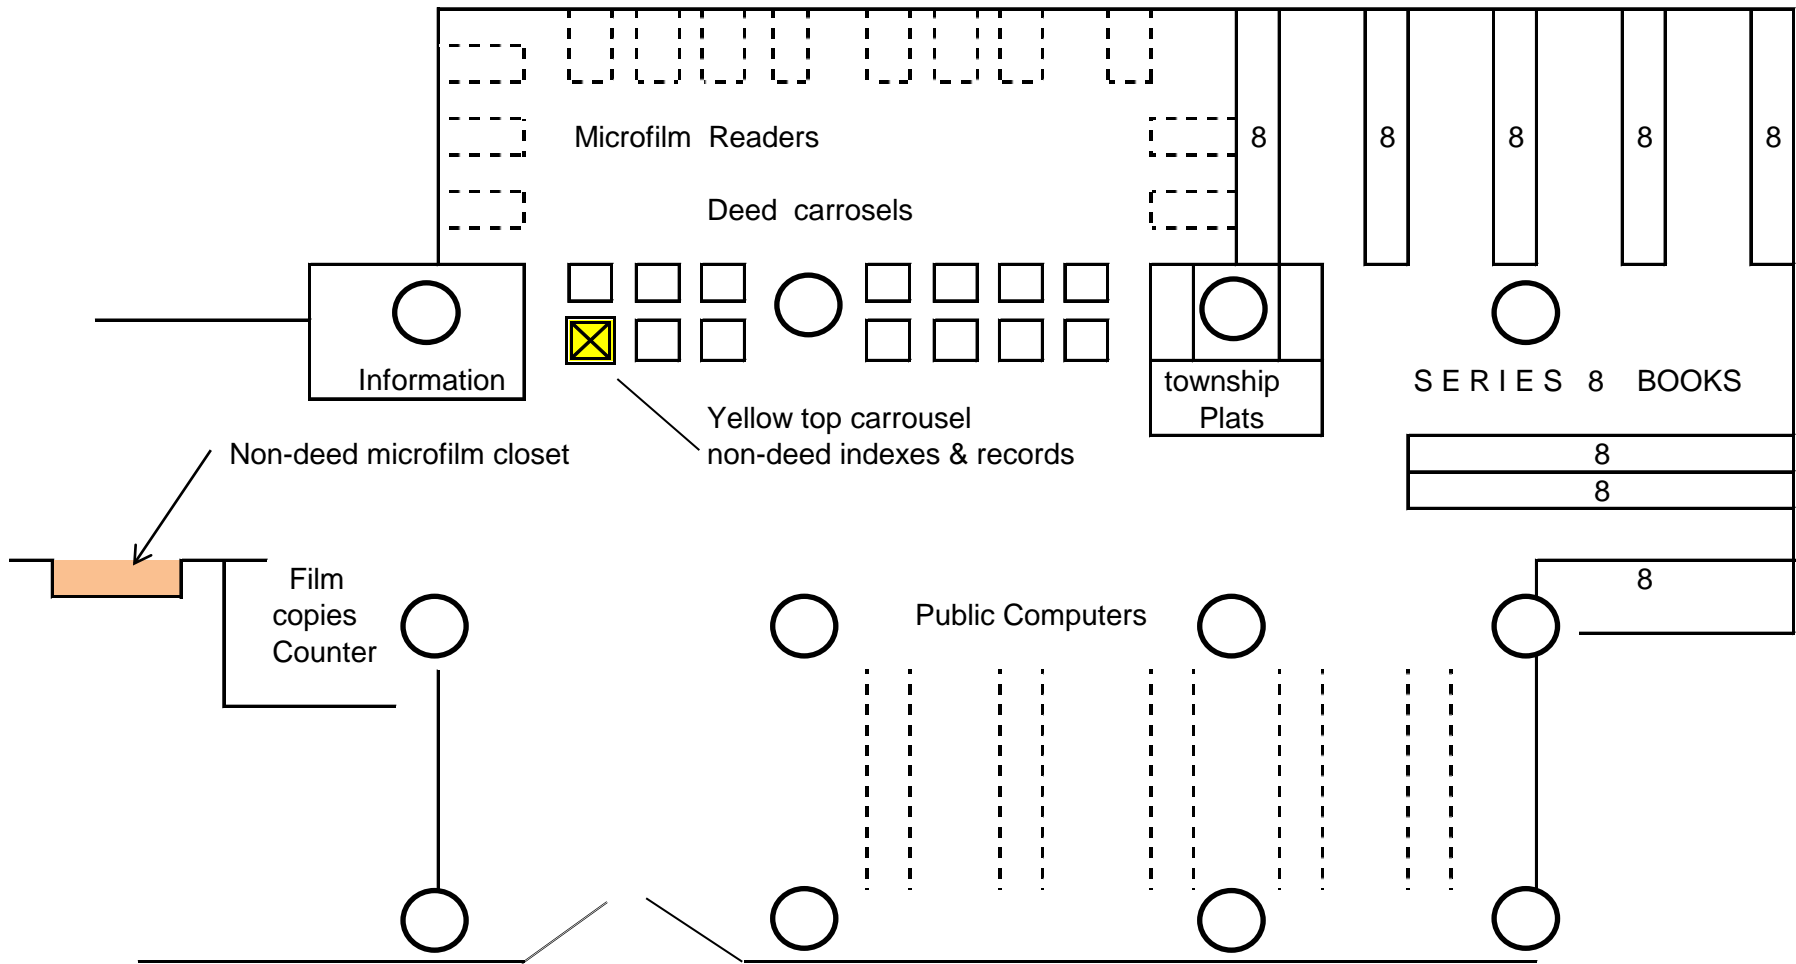 Microfilm Readers
8
8
8
8
8
Deed carrosels
Information
township
Plats
SERIES 8 BOOKS
Yellow top carrousel
non-deed indexes & records
Non-deed microfilm closet
8
8
8
Film
copies
Counter
Public Computers